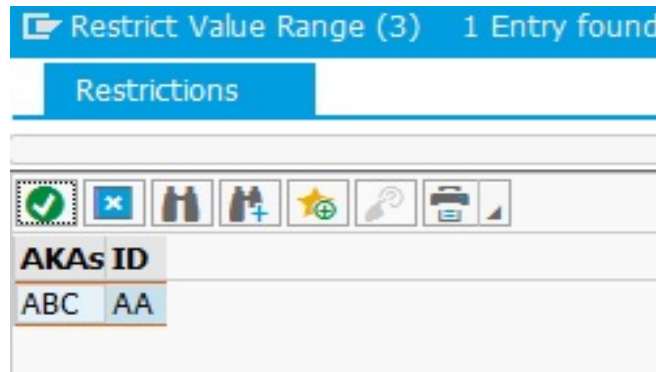 Restrict Value Range (3) 1 Entry found
Restrictions
AKAs ID
ABC AA